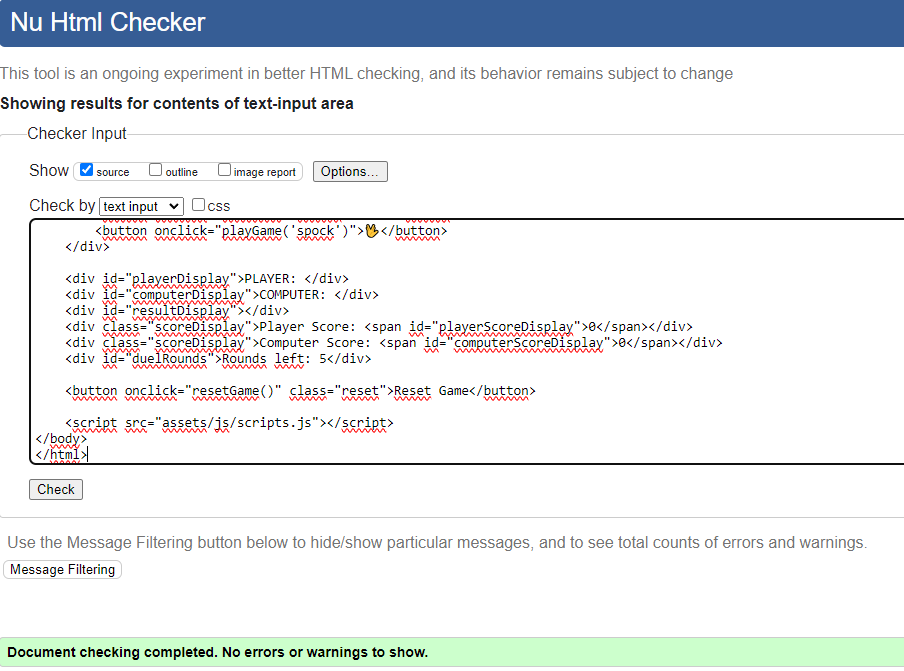 Nu Html Checker
This tool is an ongoing experiment in better HTML checking, and its behavior remains subject to change
Showing results for contents of text-input area
Checker Input
Show source outline image report Options...
Check by text input css
<button onclick="playGame('spock')">🖖</button>
</div>
<div id="playerDisplay">PLAYER: </div>
<div id="computerDisplay">COMPUTER: </div>
<div id="resultDisplay"></div>
<div class="scoreDisplay">Player Score: <span id="playerScoreDisplay">0</span></div>
<div class="scoreDisplay">Computer Score: <span id="computerScoreDisplay">0</span></div>
<div id="duelRounds">Rounds left: 5</div>
<button onclick="resetGame()" class="reset">Reset Game</button>
<script src="assets/js/scripts.js"></script>
</body>
</html>
Check
Use the Message Filtering button below to hide/show particular messages, and to see total counts of errors and warnings.
Message Filtering
Document checking completed. No errors or warnings to show.